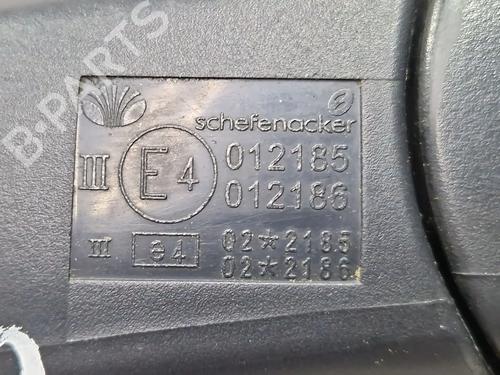 B-PARTS
schefenacker
III E4 012185
012186
III e4 02*2185
02*2186